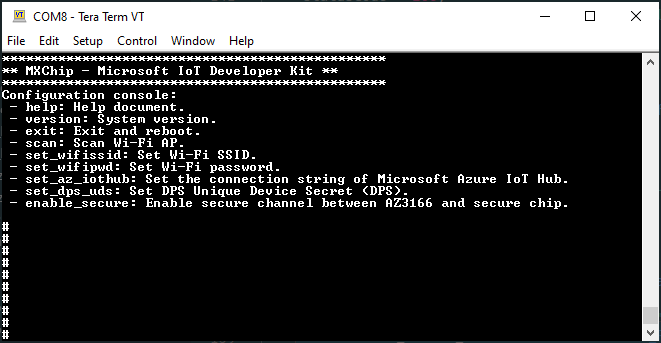 COM8 - Tera Term VT
File Edit Setup Control Window Help
************************************************
** MXChip - Microsoft IoT Developer Kit **
************************************************
Configuration console:
- help: Help document.
- version: System version.
- exit: Exit and reboot.
- scan: Scan Wi-Fi AP.
- set_wifissid: Set Wi-Fi SSID.
- set_wifipwd: Set Wi-Fi password.
- set_az_iothub: Set the connection string of Microsoft Azure IoT Hub.
- set_dps_uds: Set DPS Unique Device Secret (DPS).
- enable_secure: Enable secure channel between AZ3166 and secure chip.
#
#
#
#
#
#
#
#
#
#